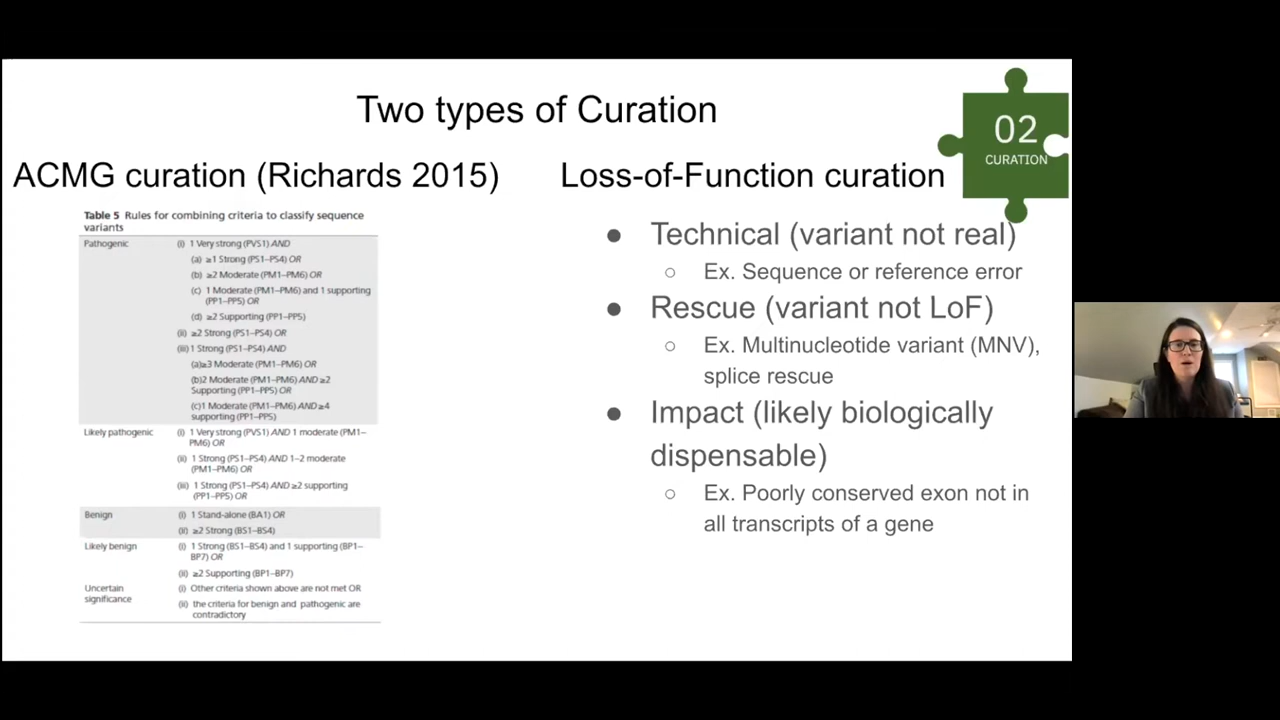 Two types of Curation
02
CURATION
ACMG curation (Richards 2015)
Table 5 Rules for combining criteria to classify sequence
variants
Pathogenic
(i) 1 Very strong (PVS1) AND
(a) ≥1 Strong (PS1–PS4) OR
(b) ≥2 Moderate (PM1–PM6) OR
(c) 1 Moderate (PM1–PM6) and 1 supporting
(PP1–PP5) OR
(d) ≥2 Supporting (PP1–PP5)
(ii) ≥2 Strong (PS1–PS4) OR
(iii) 1 Strong (PS1–PS4) AND
(a)≥3 Moderate (PM1–PM6) OR
(b)2 Moderate (PM1–PM6) AND ≥2
Supporting (PP1–PP5) OR
(c)1 Moderate (PM1–PM6) AND ≥4
supporting (PP1–PP5)
Likely pathogenic
(i) 1 Very strong (PVS1) AND 1 moderate (PM1–
PM6) OR
(ii) 1 Strong (PS1–PS4) AND 1–2 moderate
(PM1–PM6) OR
(iii) 1 Strong (PS1–PS4) AND ≥2 supporting
(PP1–PP5) OR
Benign
(i) 1 Stand-alone (BA1) OR
(ii) ≥2 Strong (BS1–BS4)
Likely benign
(i) 1 Strong (BS1–BS4) and 1 supporting (BP1–
BP7) OR
(ii) ≥2 Supporting (BP1–BP7)
Uncertain
significance
(i) Other criteria shown above are not met OR
(ii) the criteria for benign and pathogenic are
contradictory
Loss-of-Function curation
● Technical (variant not real)
○ Ex. Sequence or reference error
● Rescue (variant not LoF)
○ Ex. Multinucleotide variant (MNV),
splice rescue
● Impact (likely biologically
dispensable)
○ Ex. Poorly conserved exon not in
all transcripts of a gene